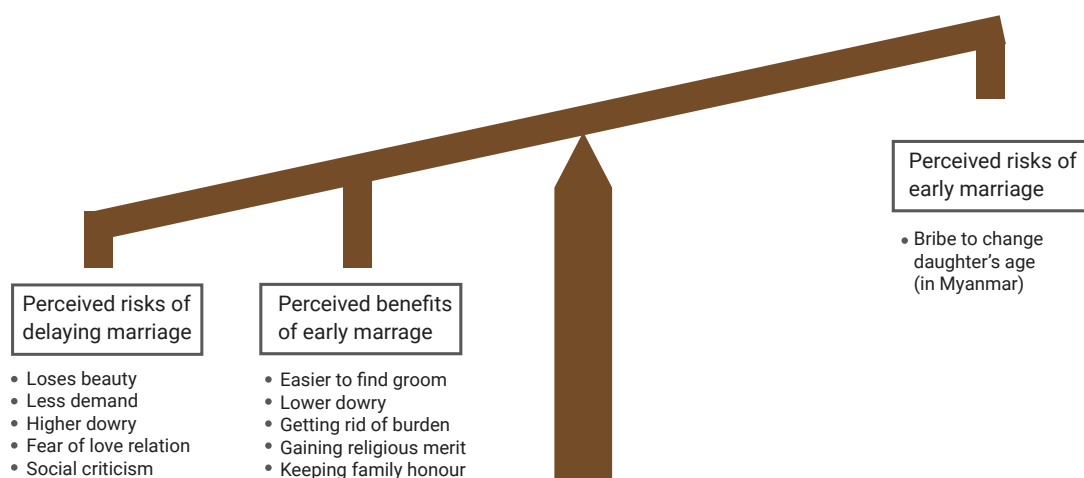 Perceived risks of
early marriage
• Bribe to change
daughter's age
(in Myanmar)
Perceived risks of
delaying marriage
• Loses beauty
• Less demand
• Higher dowry
• Fear of love relation
• Social criticism
Perceived benefits
of early marrage
• Easier to find groom
• Lower dowry
• Getting rid of burden
• Gaining religious merit
• Keeping family honour